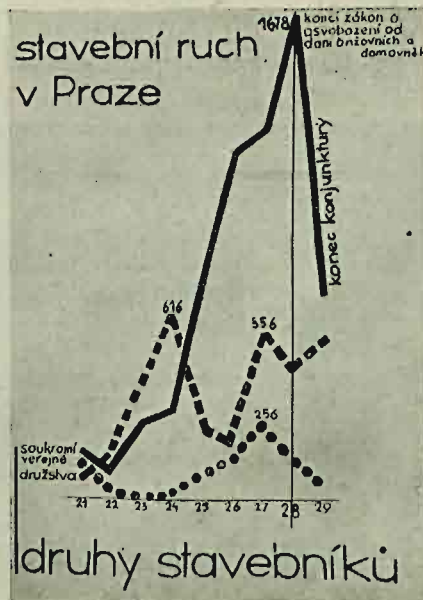 stavební ruch
v Praze
1678
končí zákon o
osvobození od
daní činžovních a
domovních
konec konjunktury
616
556
256
soukromí
veřejné
družstva
21 22 23 24 25 26 27 28 29
druhy stavebníků